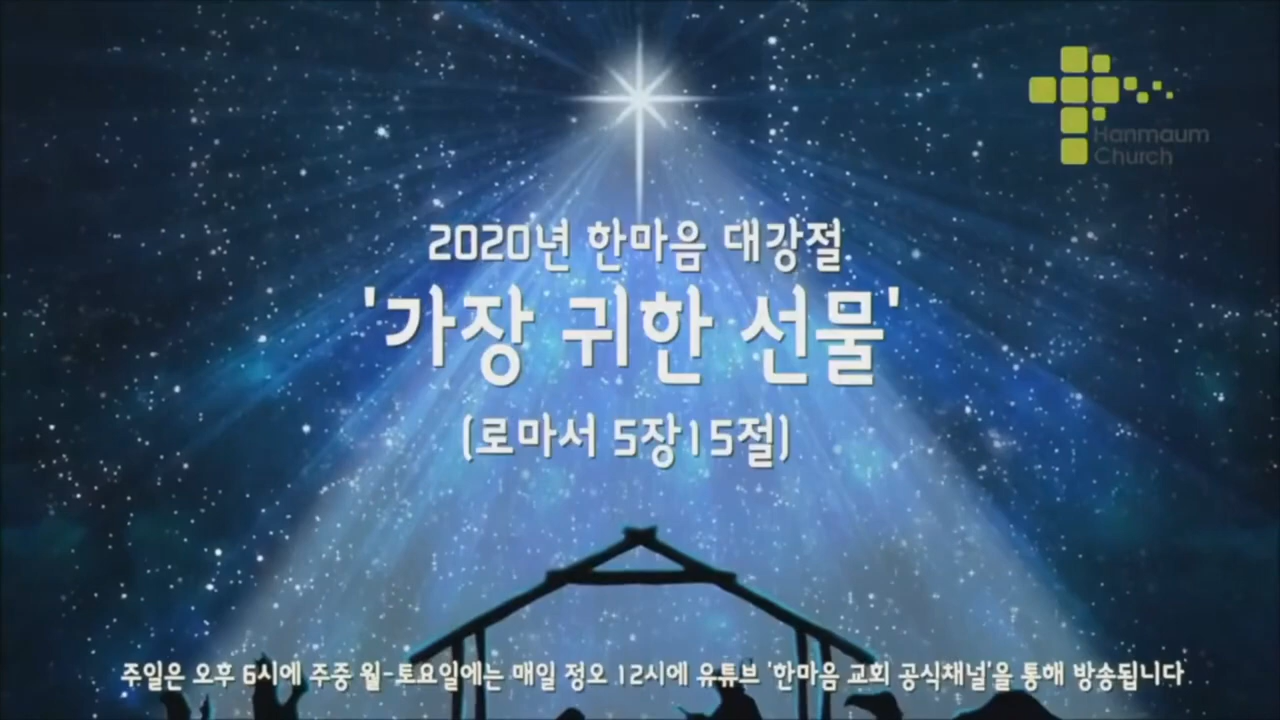 Hanmaum
Church
2020년 한마음 대강절
'가장 귀한 선물'
(로마서 5장15절)
주일은 오후 6시에 주중 월-토요일에는 매일 정오 12시에 유튜브 '한마음 교회 공식채널'을 통해 방송됩니다